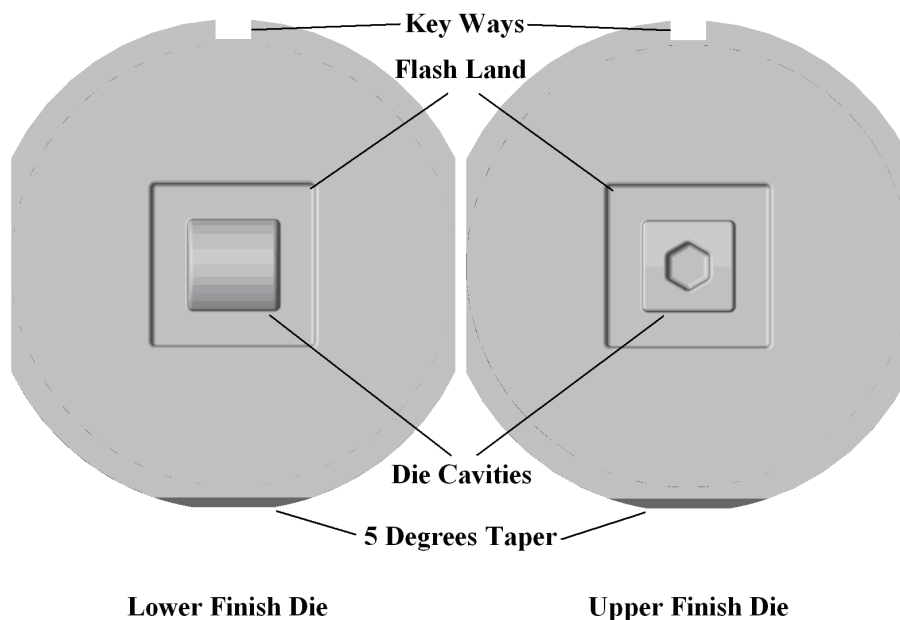 Key Ways
Flash Land
Die Cavities
5 Degrees Taper
Lower Finish Die
Upper Finish Die